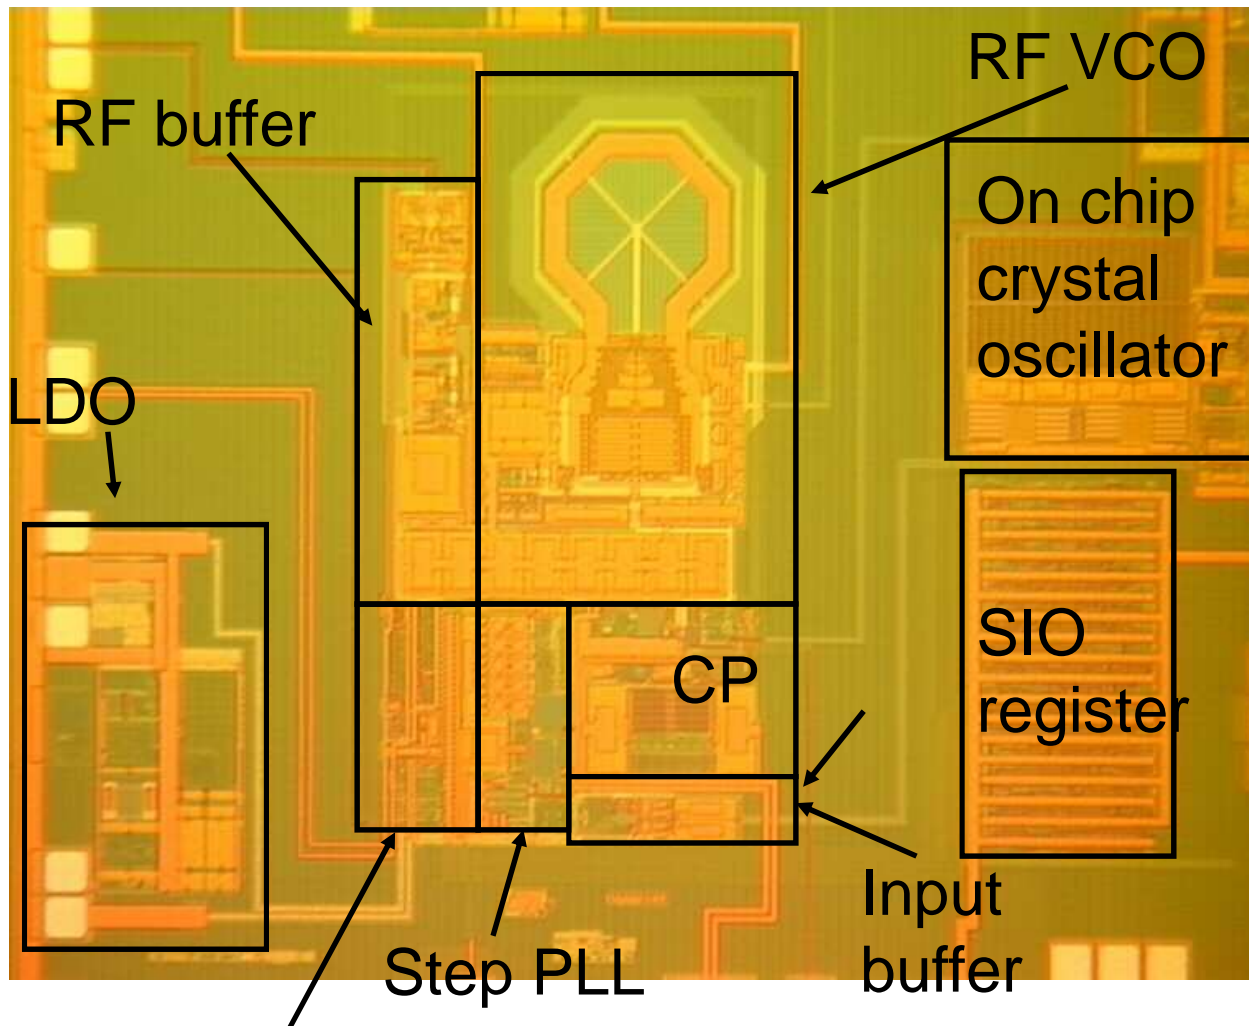 RF VCO
RF buffer
On chip
crystal
oscillator
LDO
SIO
register
CP
Input
buffer
Step PLL